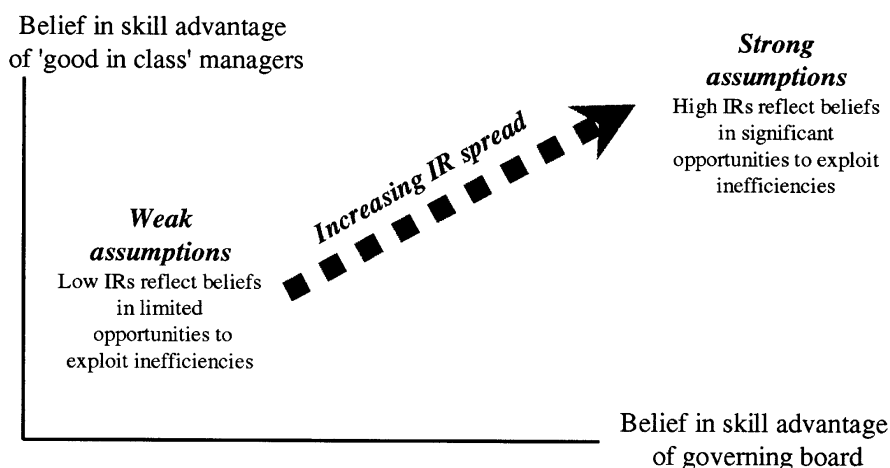 Belief in skill advantage
of 'good in class' managers
Strong
assumptions
High IRs reflect beliefs
in significant
opportunities to exploit
inefficiencies
Increasing IR spread
Weak
assumptions
Low IRs reflect beliefs
in limited
opportunities to
exploit inefficiencies
Belief in skill advantage
of governing board